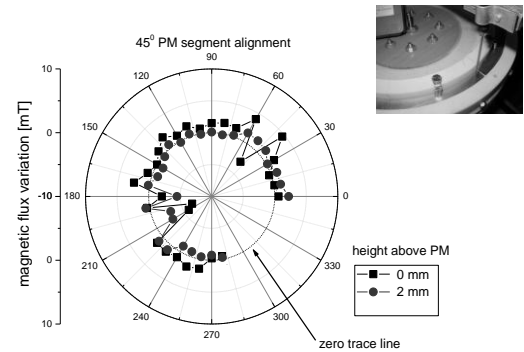 45⁰ PM segment alignment
magnetic flux variation [mT]
10
0
-10
0
10
90
60
30
0
330
300
270
240
210
180
150
120
height above PM
0 mm
2 mm
zero trace line